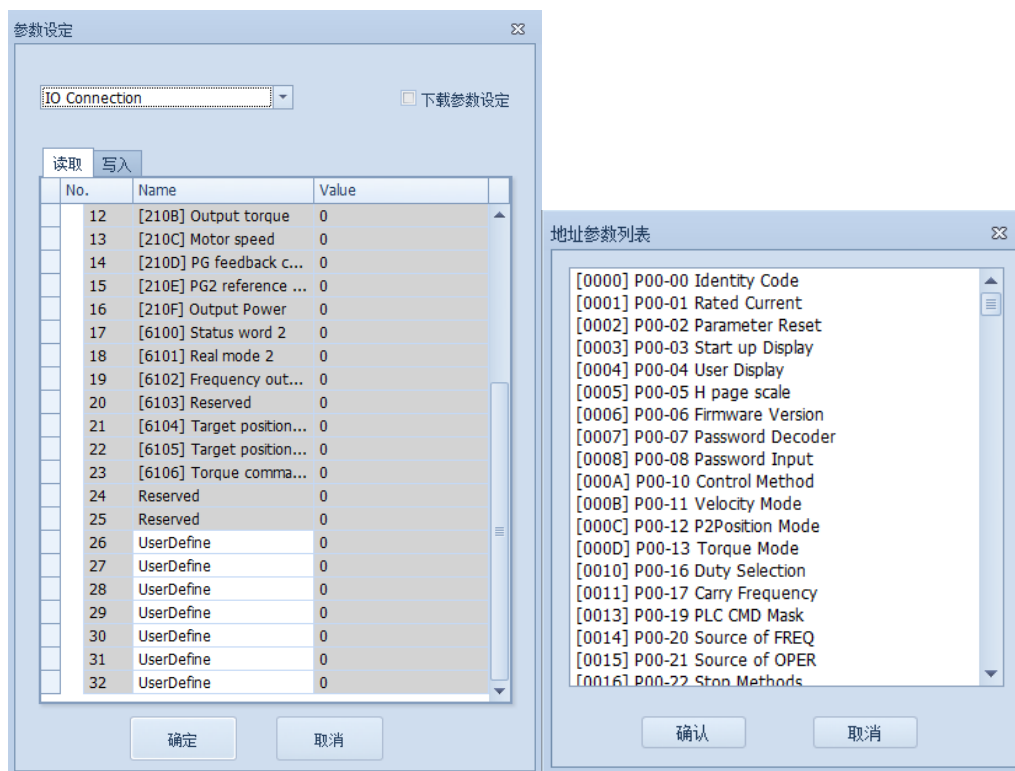 参数设定
IO Connection
下载参数设定
读取 写入
No. Name Value
12 [210B] Output torque 0
13 [210C] Motor speed 0
14 [210D] PG feedback c... 0
15 [210E] PG2 reference ... 0
16 [210F] Output Power 0
17 [6100] Status word 2 0
18 [6101] Real mode 2 0
19 [6102] Frequency out... 0
20 [6103] Reserved 0
21 [6104] Target position... 0
22 [6105] Target position... 0
23 [6106] Torque comma... 0
24 Reserved 0
25 Reserved 0
26 UserDefine 0
27 UserDefine 0
28 UserDefine 0
29 UserDefine 0
30 UserDefine 0
31 UserDefine 0
32 UserDefine 0
确定 取消
地址参数列表
[0000] P00-00 Identity Code
[0001] P00-01 Rated Current
[0002] P00-02 Parameter Reset
[0003] P00-03 Start up Display
[0004] P00-04 User Display
[0005] P00-05 H page scale
[0006] P00-06 Firmware Version
[0007] P00-07 Password Decoder
[0008] P00-08 Password Input
[000A] P00-10 Control Method
[000B] P00-11 Velocity Mode
[000C] P00-12 P2Position Mode
[000D] P00-13 Torque Mode
[0010] P00-16 Duty Selection
[0011] P00-17 Carry Frequency
[0013] P00-19 PLC CMD Mask
[0014] P00-20 Source of FREQ
[0015] P00-21 Source of OPER
[0016] P00-22 Stop Methods
确认 取消